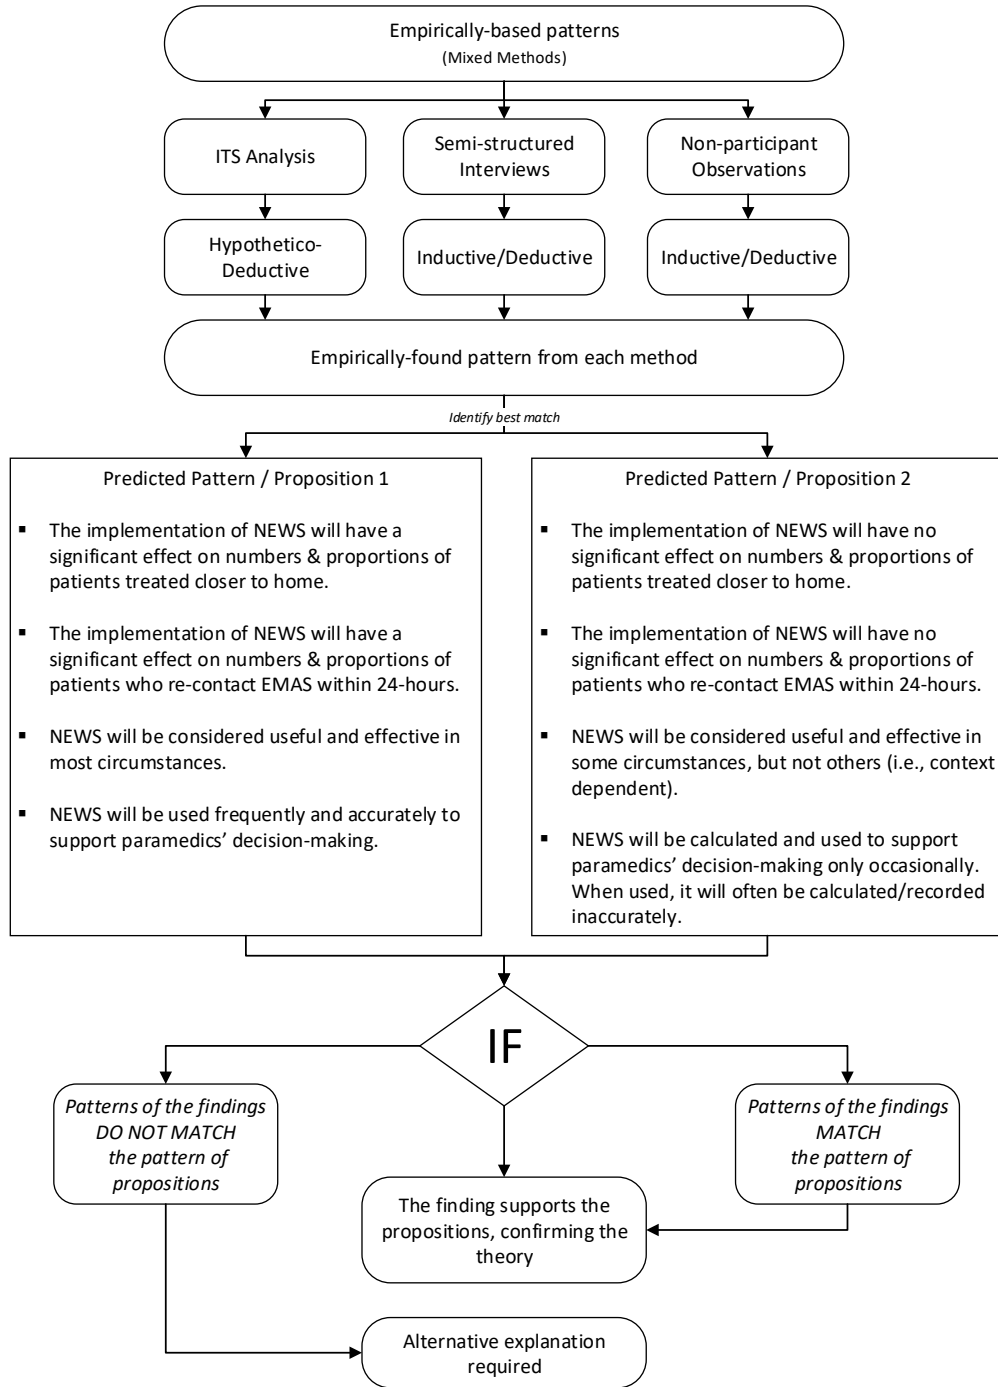 Empirically-based patterns
(Mixed Methods)
ITS Analysis
Semi-structured
Interviews
Non-participant
Observations
Hypothetico-
Deductive
Inductive/Deductive
Inductive/Deductive
Empirically-found pattern from each method
Identify best match
Predicted Pattern / Proposition 1
▪ The implementation of NEWS will have a
significant effect on numbers & proportions of
patients treated closer to home.
▪ The implementation of NEWS will have a
significant effect on numbers & proportions of
patients who re-contact EMAS within 24-hours.
▪ NEWS will be considered useful and effective in
most circumstances.
▪ NEWS will be used frequently and accurately to
support paramedics’ decision-making.
Predicted Pattern / Proposition 2
▪ The implementation of NEWS will have no
significant effect on numbers & proportions of
patients treated closer to home.
▪ The implementation of NEWS will have no
significant effect on numbers & proportions of
patients who re-contact EMAS within 24-hours.
▪ NEWS will be considered useful and effective in
some circumstances, but not others (i.e., context
dependent).
▪ NEWS will be calculated and used to support
paramedics’ decision-making only occasionally.
When used, it will often be calculated/recorded
inaccurately.
IF
Patterns of the findings
DO NOT MATCH
the pattern of
propositions
Patterns of the findings
MATCH
the pattern of
propositions
The finding supports the
propositions, confirming the
theory
Alternative explanation
required